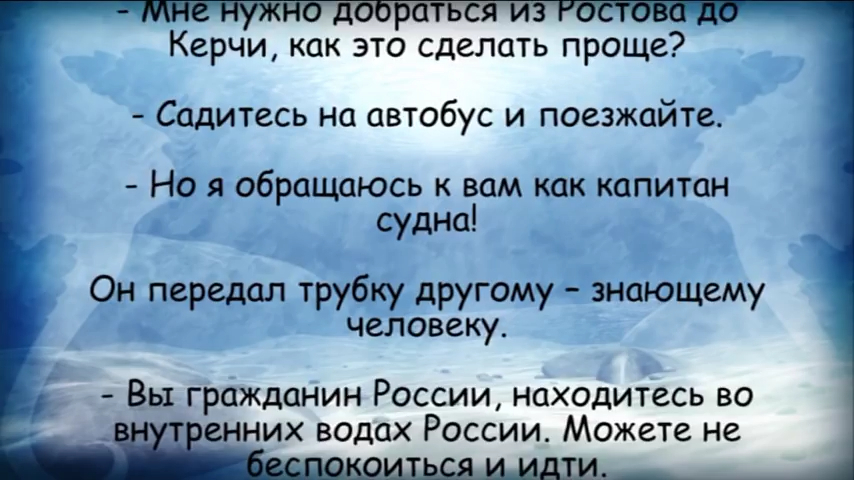 - Мне нужно добраться из Ростова до
Керчи, как это сделать проще?
- Садитесь на автобус и поезжайте.
- Но я обращаюсь к вам как капитан
судна!
Он передал трубку другому – знающему
человеку.
- Вы гражданин России, находитесь во
внутренних водах России. Можете не
беспокоиться и идти.